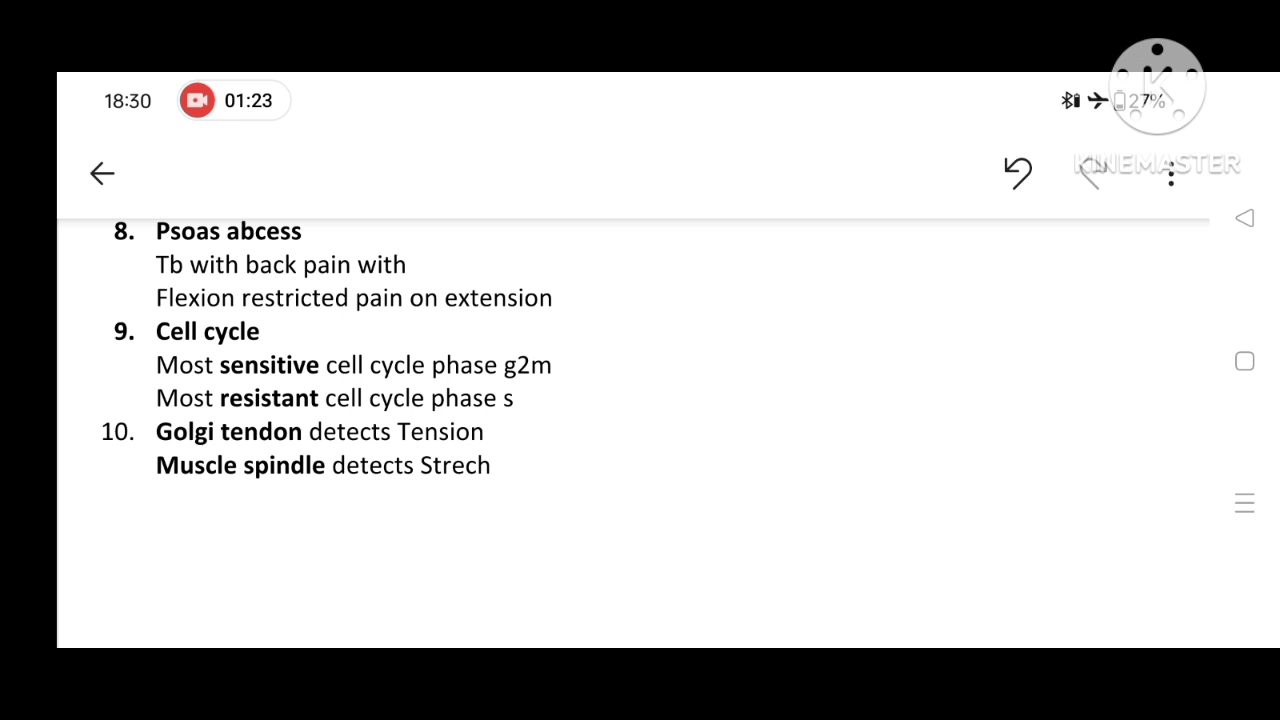 18:30 01:23 27%
KINEMASTER
8. Psoas abcess
Tb with back pain with
Flexion restricted pain on extension
9. Cell cycle
Most sensitive cell cycle phase g2m
Most resistant cell cycle phase s
10. Golgi tendon detects Tension
Muscle spindle detects Strech